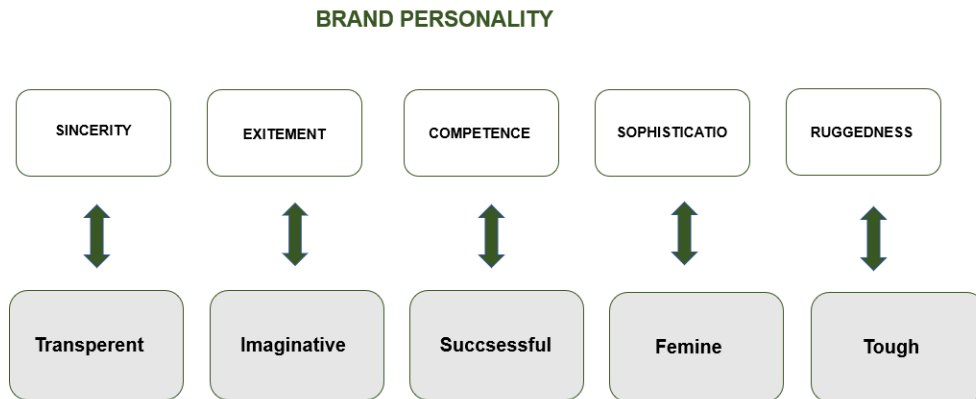 BRAND PERSONALITY
SINCERITY
EXITEMENT
COMPETENCE
SOPHISTICATIO
RUGGEDNESS
Transperent
Imaginative
Succsessful
Femine
Tough